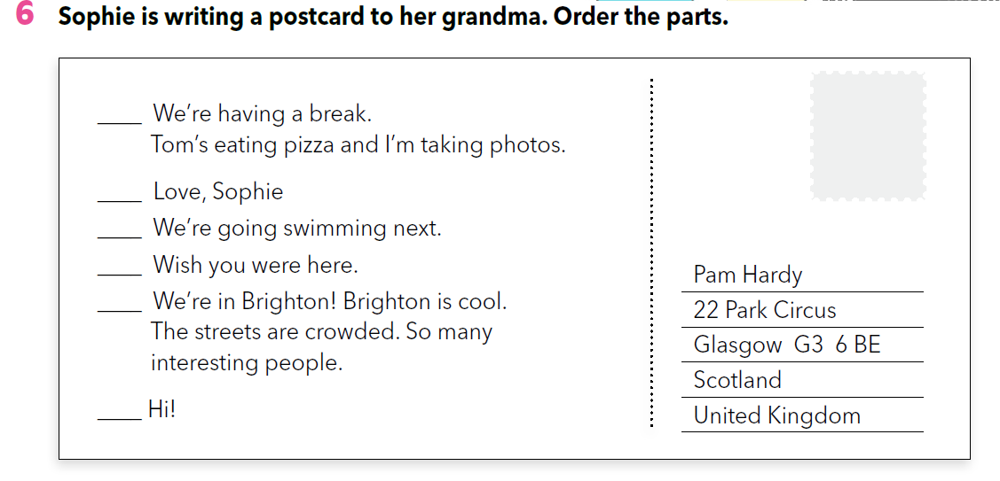 6 Sophie is writing a postcard to her grandma. Order the parts.
____ We're having a break.
Tom's eating pizza and I'm taking photos.
____ Love, Sophie
____ We're going swimming next.
____ Wish you were here.
____ We're in Brighton! Brighton is cool.
The streets are crowded. So many
interesting people.
____ Hi!
Pam Hardy
22 Park Circus
Glasgow G3 6 BE
Scotland
United Kingdom